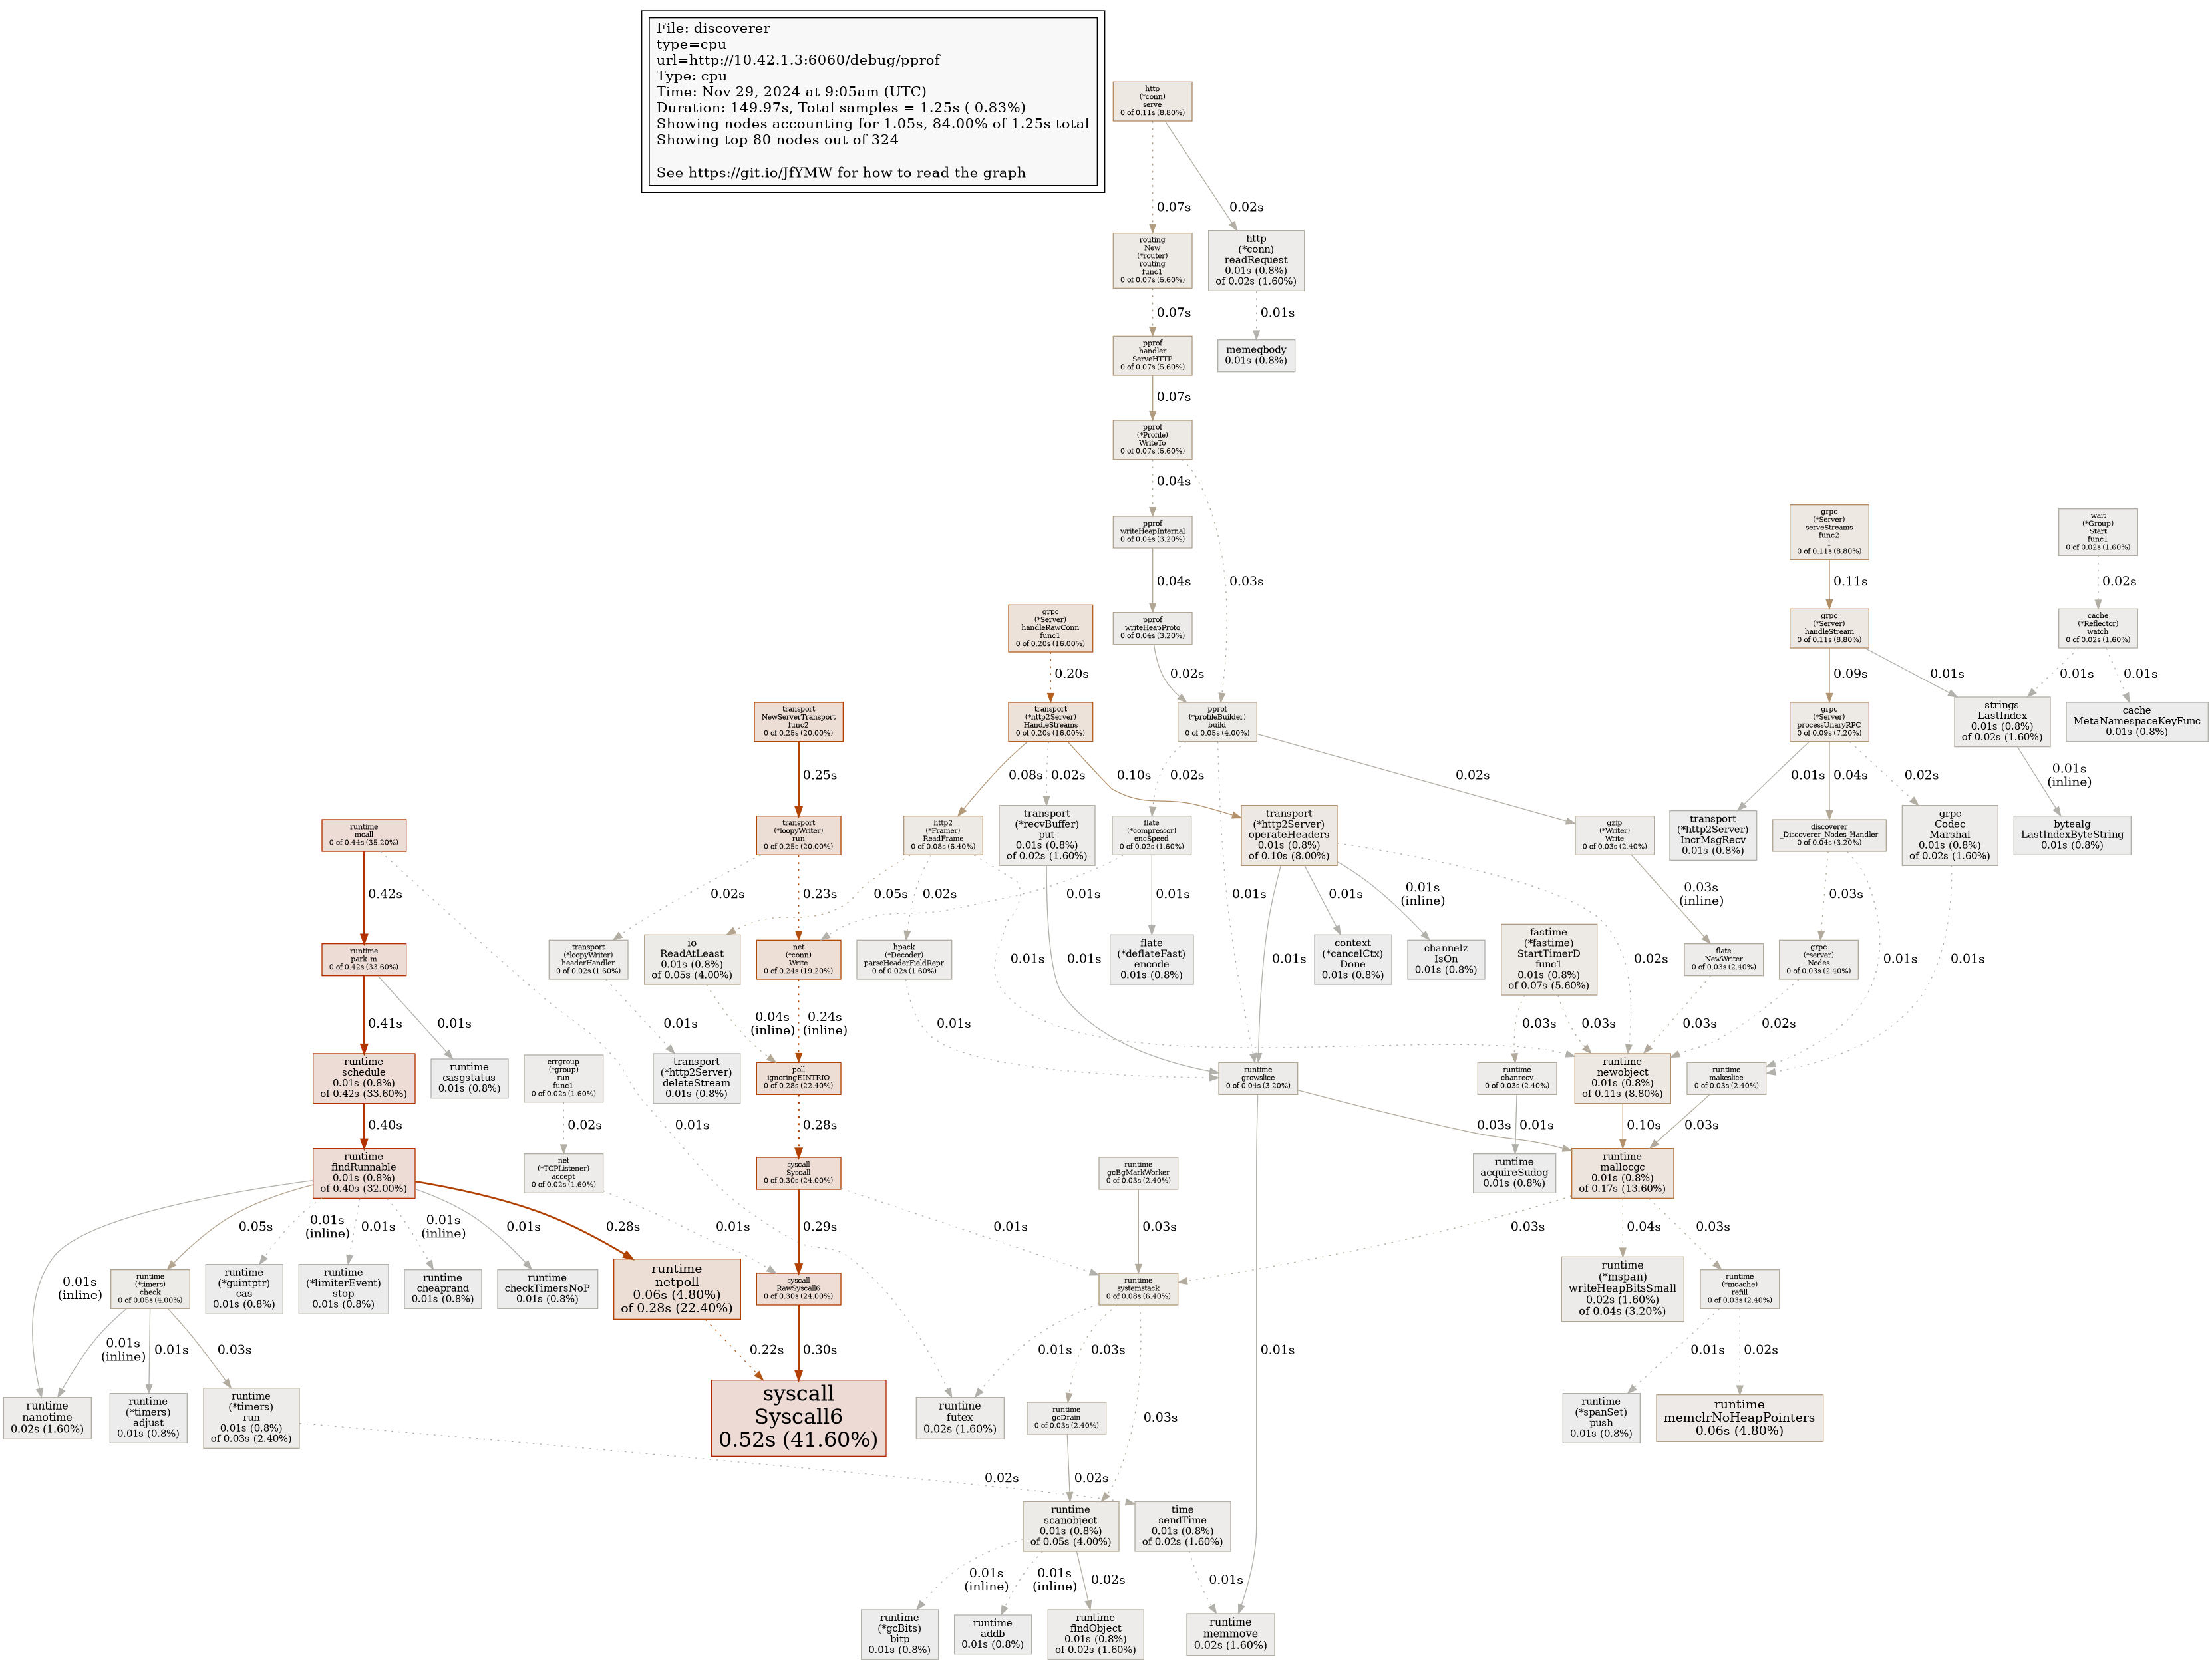 File: discoverer
type=cpu
url=http://10.42.1.3:6060/debug/pprof
Type: cpu
Time: Nov 29, 2024 at 9:05am (UTC)
Duration: 149.97s, Total samples = 1.25s ( 0.83%)
Showing nodes accounting for 1.05s, 84.00% of 1.25s total
Showing top 80 nodes out of 324
See https://git.io/JfYMW for how to read the graph
http
(*conn)
serve
0 of 0.11s (8.80%)
0.07s
0.02s
routing
New
(*router)
routing
func1
0 of 0.07s (5.60%)
http
(*conn)
readRequest
0.01s (0.8%)
of 0.02s (1.60%)
0.07s
0.01s
pprof
handler
ServeHTTP
0 of 0.07s (5.60%)
memeqbody
0.01s (0.8%)
0.07s
pprof
(*Profile)
WriteTo
0 of 0.07s (5.60%)
0.04s
0.03s
pprof
writeHeapInternal
0 of 0.04s (3.20%)
0.04s
pprof
writeHeapProto
0 of 0.04s (3.20%)
0.02s
grpc
(*Server)
serveStreams
func2
1
0 of 0.11s (8.80%)
0.11s
wait
(*Group)
Start
func1
0 of 0.02s (1.60%)
0.02s
grpc
(*Server)
handleRawConn
func1
0 of 0.20s (16.00%)
0.20s
grpc
(*Server)
handleStream
0 of 0.11s (8.80%)
0.09s
0.01s
cache
(*Reflector)
watch
0 of 0.02s (1.60%)
0.01s
0.01s
transport
NewServerTransport
func2
0 of 0.25s (20.00%)
0.25s
transport
(*http2Server)
HandleStreams
0 of 0.20s (16.00%)
0.08s
0.02s
0.10s
pprof
(*profileBuilder)
build
0 of 0.05s (4.00%)
0.02s
0.01s
0.02s
grpc
(*Server)
processUnaryRPC
0 of 0.09s (7.20%)
0.01s
0.04s
0.02s
strings
LastIndex
0.01s (0.8%)
of 0.02s (1.60%)
0.01s
(inline)
cache
MetaNamespaceKeyFunc
0.01s (0.8%)
runtime
mcall
0 of 0.44s (35.20%)
0.42s
0.01s
transport
(*loopyWriter)
run
0 of 0.25s (20.00%)
0.02s
0.23s
http2
(*Framer)
ReadFrame
0 of 0.08s (6.40%)
0.05s
0.02s
0.01s
transport
(*recvBuffer)
put
0.01s (0.8%)
of 0.02s (1.60%)
0.01s
flate
(*compressor)
encSpeed
0 of 0.02s (1.60%)
0.01s
0.01s
transport
(*http2Server)
operateHeaders
0.01s (0.8%)
of 0.10s (8.00%)
0.01s
0.01s
0.01s
(inline)
0.02s
gzip
(*Writer)
Write
0 of 0.03s (2.40%)
0.03s
(inline)
transport
(*http2Server)
IncrMsgRecv
0.01s (0.8%)
discoverer
_Discoverer_Nodes_Handler
0 of 0.04s (3.20%)
0.03s
0.01s
grpc
Codec
Marshal
0.01s (0.8%)
of 0.02s (1.60%)
0.01s
bytealg
LastIndexByteString
0.01s (0.8%)
runtime
park_m
0 of 0.42s (33.60%)
0.41s
0.01s
transport
(*loopyWriter)
headerHandler
0 of 0.02s (1.60%)
0.01s
io
ReadAtLeast
0.01s (0.8%)
of 0.05s (4.00%)
0.04s
(inline)
net
(*conn)
Write
0 of 0.24s (19.20%)
0.24s
(inline)
hpack
(*Decoder)
parseHeaderFieldRepr
0 of 0.02s (1.60%)
0.01s
flate
(*deflateFast)
encode
0.01s (0.8%)
context
(*cancelCtx)
Done
0.01s (0.8%)
channelz
IsOn
0.01s (0.8%)
fastime
(*fastime)
StartTimerD
func1
0.01s (0.8%)
of 0.07s (5.60%)
0.03s
0.03s
flate
NewWriter
0 of 0.03s (2.40%)
0.03s
grpc
(*server)
Nodes
0 of 0.03s (2.40%)
0.02s
runtime
schedule
0.01s (0.8%)
of 0.42s (33.60%)
0.40s
runtime
casgstatus
0.01s (0.8%)
errgroup
(*group)
run
func1
0 of 0.02s (1.60%)
0.02s
transport
(*http2Server)
deleteStream
0.01s (0.8%)
poll
ignoringEINTRIO
0 of 0.28s (22.40%)
0.28s
runtime
growslice
0 of 0.04s (3.20%)
0.03s
0.01s
runtime
chanrecv
0 of 0.03s (2.40%)
0.01s
runtime
newobject
0.01s (0.8%)
of 0.11s (8.80%)
0.10s
runtime
makeslice
0 of 0.03s (2.40%)
0.03s
runtime
findRunnable
0.01s (0.8%)
of 0.40s (32.00%)
0.01s
(inline)
0.05s
0.01s
(inline)
0.01s
0.01s
(inline)
0.01s
0.28s
net
(*TCPListener)
accept
0 of 0.02s (1.60%)
0.01s
syscall
Syscall
0 of 0.30s (24.00%)
0.29s
0.01s
runtime
gcBgMarkWorker
0 of 0.03s (2.40%)
0.03s
runtime
acquireSudog
0.01s (0.8%)
runtime
mallocgc
0.01s (0.8%)
of 0.17s (13.60%)
0.03s
0.04s
0.03s
runtime
(*timers)
check
0 of 0.05s (4.00%)
0.01s
(inline)
0.01s
0.03s
runtime
(*guintptr)
cas
0.01s (0.8%)
runtime
(*limiterEvent)
stop
0.01s (0.8%)
runtime
cheaprand
0.01s (0.8%)
runtime
checkTimersNoP
0.01s (0.8%)
runtime
netpoll
0.06s (4.80%)
of 0.28s (22.40%)
0.22s
syscall
RawSyscall6
0 of 0.30s (24.00%)
0.30s
runtime
systemstack
0 of 0.08s (6.40%)
0.01s
0.03s
0.03s
runtime
(*mspan)
writeHeapBitsSmall
0.02s (1.60%)
of 0.04s (3.20%)
runtime
(*mcache)
refill
0 of 0.03s (2.40%)
0.01s
0.02s
runtime
nanotime
0.02s (1.60%)
runtime
(*timers)
adjust
0.01s (0.8%)
runtime
(*timers)
run
0.01s (0.8%)
of 0.03s (2.40%)
0.02s
syscall
Syscall6
0.52s (41.60%)
runtime
futex
0.02s (1.60%)
runtime
gcDrain
0 of 0.03s (2.40%)
0.02s
runtime
(*spanSet)
push
0.01s (0.8%)
runtime
memclrNoHeapPointers
0.06s (4.80%)
runtime
scanobject
0.01s (0.8%)
of 0.05s (4.00%)
0.01s
(inline)
0.01s
(inline)
0.02s
time
sendTime
0.01s (0.8%)
of 0.02s (1.60%)
0.01s
runtime
(*gcBits)
bitp
0.01s (0.8%)
runtime
addb
0.01s (0.8%)
runtime
findObject
0.01s (0.8%)
of 0.02s (1.60%)
runtime
memmove
0.02s (1.60%)